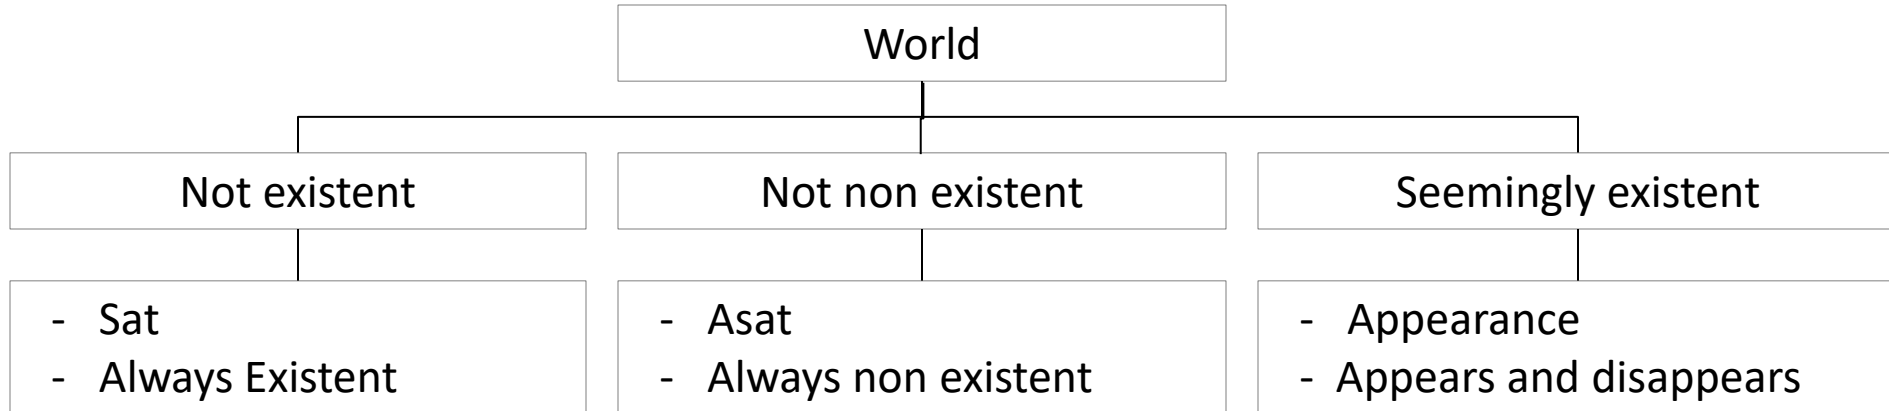 World
Not existent
Not non existent
Seemingly existent
- Sat
- Always Existent
- Asat
- Always non existent
- Appearance
- Appears and disappears